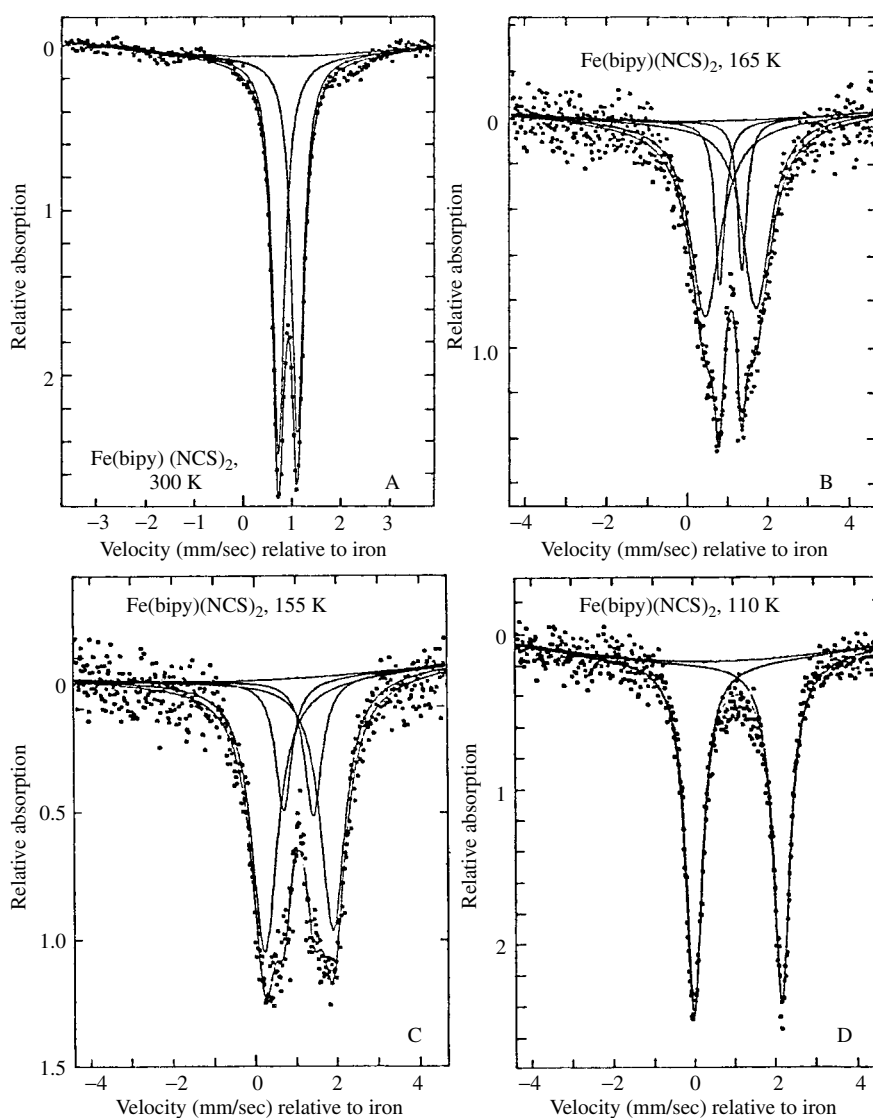 0
1
2
Relative absorption
Fe(bipy) (NCS)₂,
300 K
A
−3 −2 −1 0 1 2 3
Velocity (mm/sec) relative to iron
Fe(bipy)(NCS)₂, 165 K
0
1.0
Relative absorption
B
−4 −2 0 2 4
Velocity (mm/sec) relative to iron
Fe(bipy)(NCS)₂, 155 K
0
0.5
1.0
1.5
Relative absorption
C
−4 −2 0 2 4
Velocity (mm/sec) relative to iron
Fe(bipy)(NCS)₂, 110 K
0
1
2
Relative absorption
D
−4 −2 0 2 4
Velocity (mm/sec) relative to iron